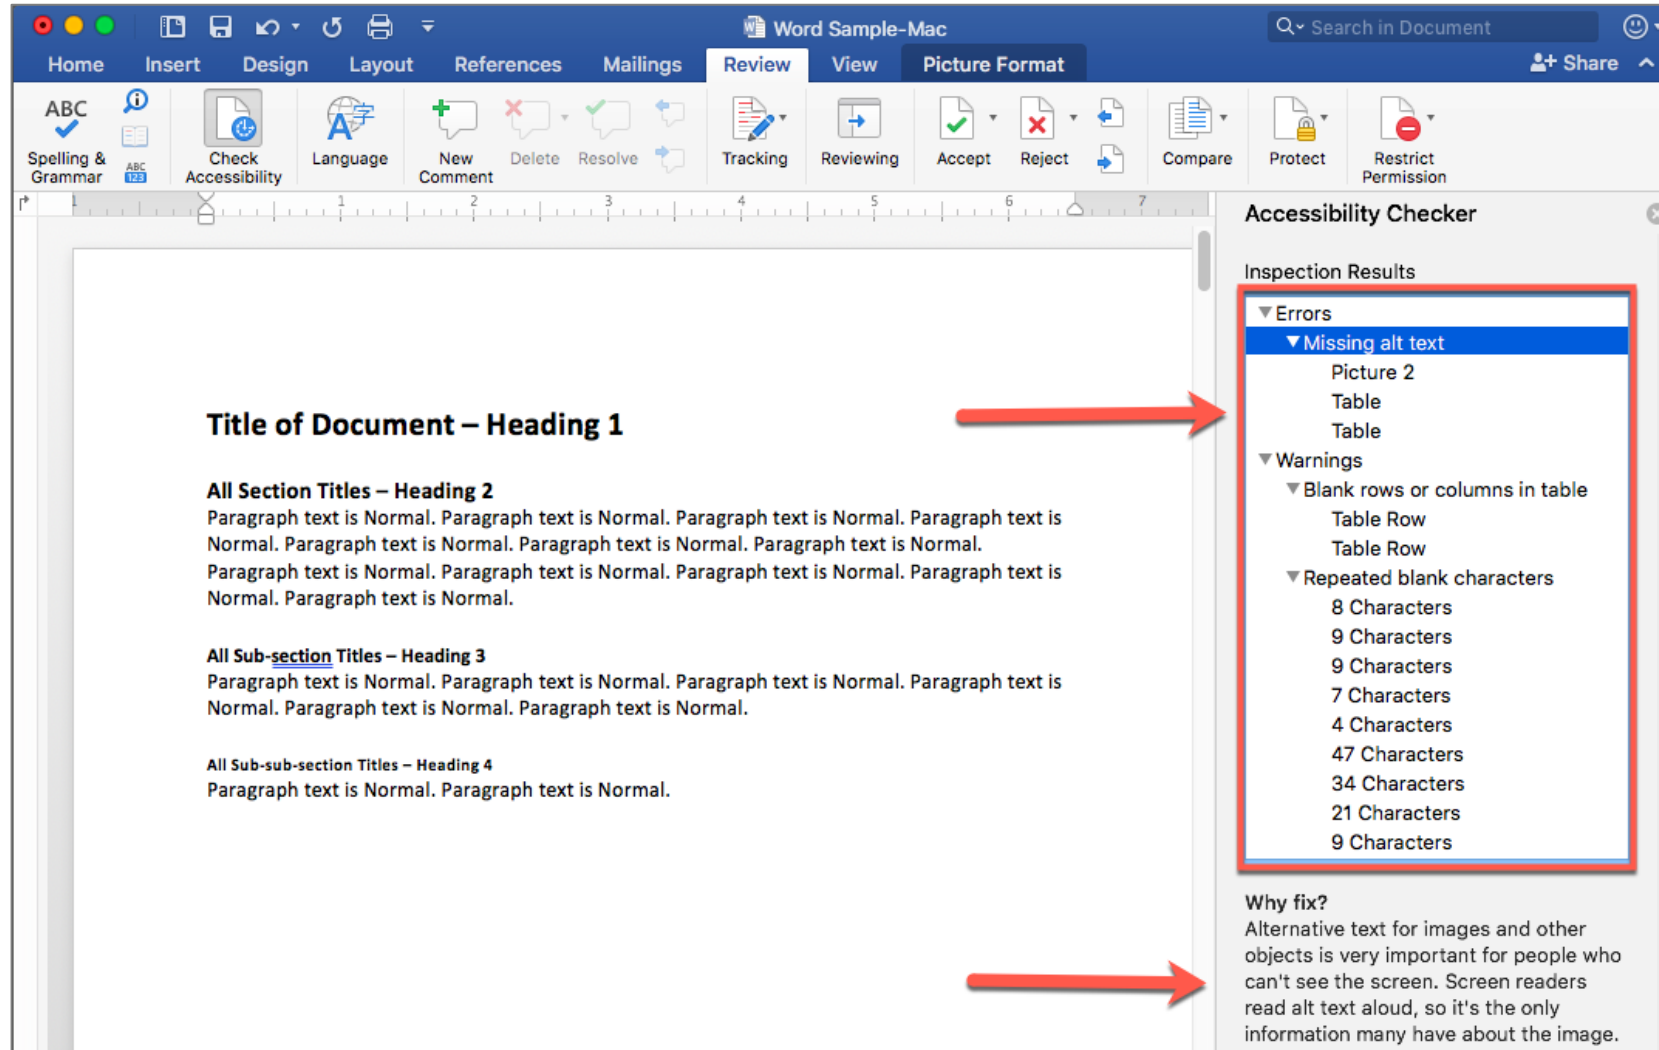 Word Sample-Mac
Search in Document
Home Insert Design Layout References Mailings Review View Picture Format Share
ABC
Spelling & Grammar
ABC
123
Check Accessibility
Language
New Comment
Delete
Resolve
Tracking
Reviewing
Accept
Reject
Compare
Protect
Restrict Permission
1 1 2 3 4 5 6 7
Title of Document – Heading 1
All Section Titles – Heading 2
Paragraph text is Normal. Paragraph text is Normal. Paragraph text is Normal. Paragraph text is
Normal. Paragraph text is Normal. Paragraph text is Normal. Paragraph text is Normal.
Paragraph text is Normal. Paragraph text is Normal. Paragraph text is Normal. Paragraph text is
Normal. Paragraph text is Normal.
All Sub-section Titles – Heading 3
Paragraph text is Normal. Paragraph text is Normal. Paragraph text is Normal. Paragraph text is
Normal. Paragraph text is Normal. Paragraph text is Normal.
All Sub-sub-section Titles – Heading 4
Paragraph text is Normal. Paragraph text is Normal.
Accessibility Checker
Inspection Results
Errors
Missing alt text
Picture 2
Table
Table
Warnings
Blank rows or columns in table
Table Row
Table Row
Repeated blank characters
8 Characters
9 Characters
9 Characters
7 Characters
4 Characters
47 Characters
34 Characters
21 Characters
9 Characters
Why fix?
Alternative text for images and other
objects is very important for people who
can't see the screen. Screen readers
read alt text aloud, so it's the only
information many have about the image.